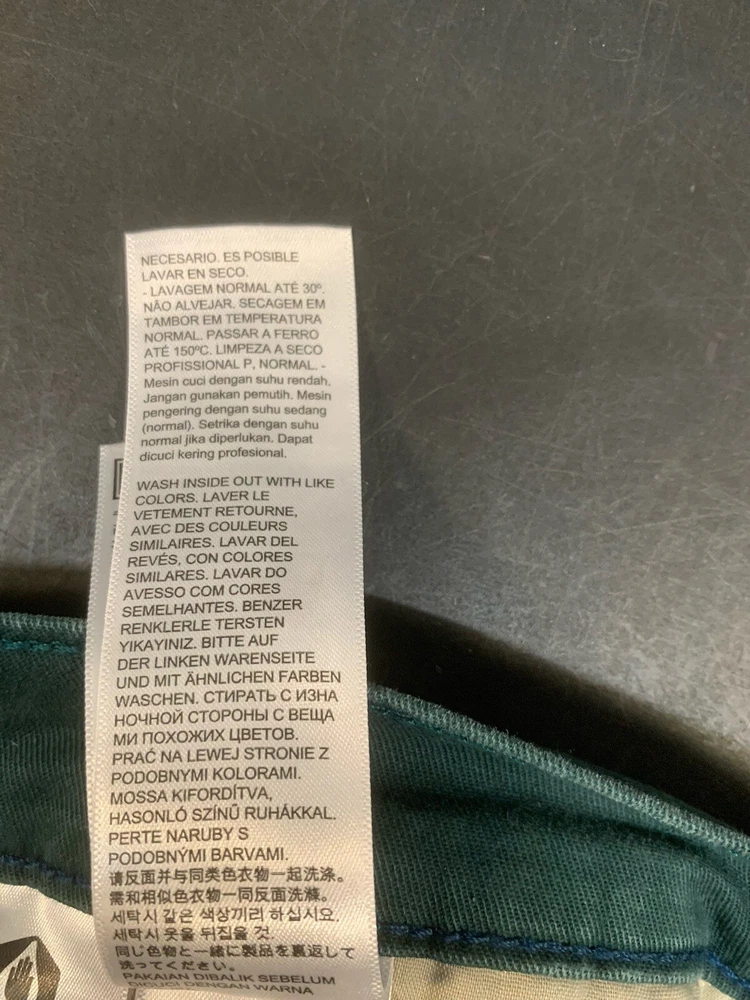 NECESARIO. ES POSIBLE
LAVAR EN SECO.
- LAVAGEM NORMAL ATÉ 30º.
NÃO ALVEJAR. SECAGEM EM
TAMBOR EM TEMPERATURA
NORMAL. PASSAR A FERRO
ATÉ 150ºC. LIMPEZA A SECO
PROFISSIONAL P, NORMAL. -
Mesin cuci dengan suhu rendah.
Jangan gunakan pemutih. Mesin
pengering dengan suhu sedang
(normal). Setrika dengan suhu
normal jika diperlukan. Dapat
dicuci kering profesional.
WASH INSIDE OUT WITH LIKE
COLORS. LAVER LE
VETEMENT RETOURNE,
AVEC DES COULEURS
SIMILAIRES. LAVAR DEL
REVÉS, CON COLORES
SIMILARES. LAVAR DO
AVESSO COM CORES
SEMELHANTES. BENZER
RENKLERLE TERSTEN
YIKAYINIZ. BITTE AUF
DER LINKEN WARENSEITE
UND MIT ÄHNLICHEN FARBEN
WASCHEN. СТИРАТЬ С ИЗНА
НОЧНОЙ СТОРОНЫ С ВЕЩА
МИ ПОХОЖИХ ЦВЕТОВ.
PRAĆ NA LEWEJ STRONIE Z
PODOBNYMI KOLORAMI.
MOSSA KIFORDÍTVA,
HASONLÓ SZÍNŰ RUHÁKKAL.
PERTE NARUBY S
PODOBNÝMI BARVAMI.
请反面并与同类色衣物一起洗涤。
需和相似色衣物一同反面洗滌。
세탁시 같은 색상끼리 하십시요.
세탁시 옷을 뒤집을 것.
同じ色物と一緒に製品を裏返して
洗ってください。
PAKAIAN DIBALIK SEBELUM
DICUCI DENGAN WARNA